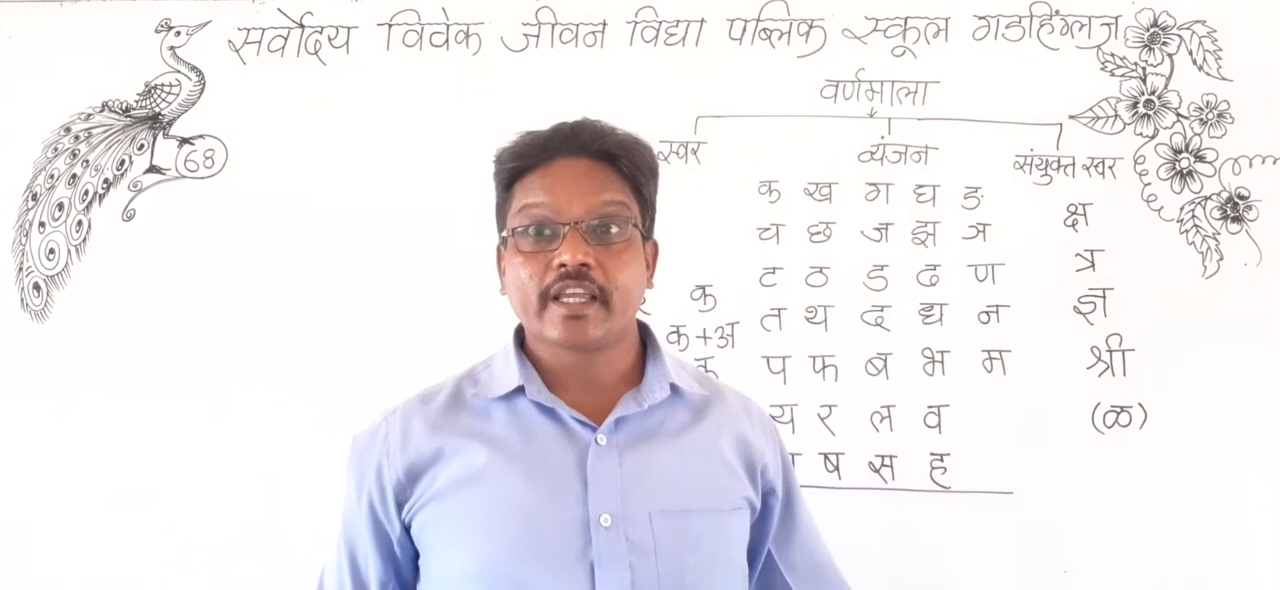 सर्वोदय विवेक जीवन विद्या पब्लिक स्कूल गडहिंग्लज
वर्णमाला
68
स्वर व्यंजन संयुक्त स्वर
क ख ग घ ङ
क्ष
च छ ज झ ञ
त्र
ट ठ ड ढ ण
क
ज्ञ
त थ द ध न
क + अ
प फ ब भ म
श्री
य र ल व
(ळ)
ष स ह